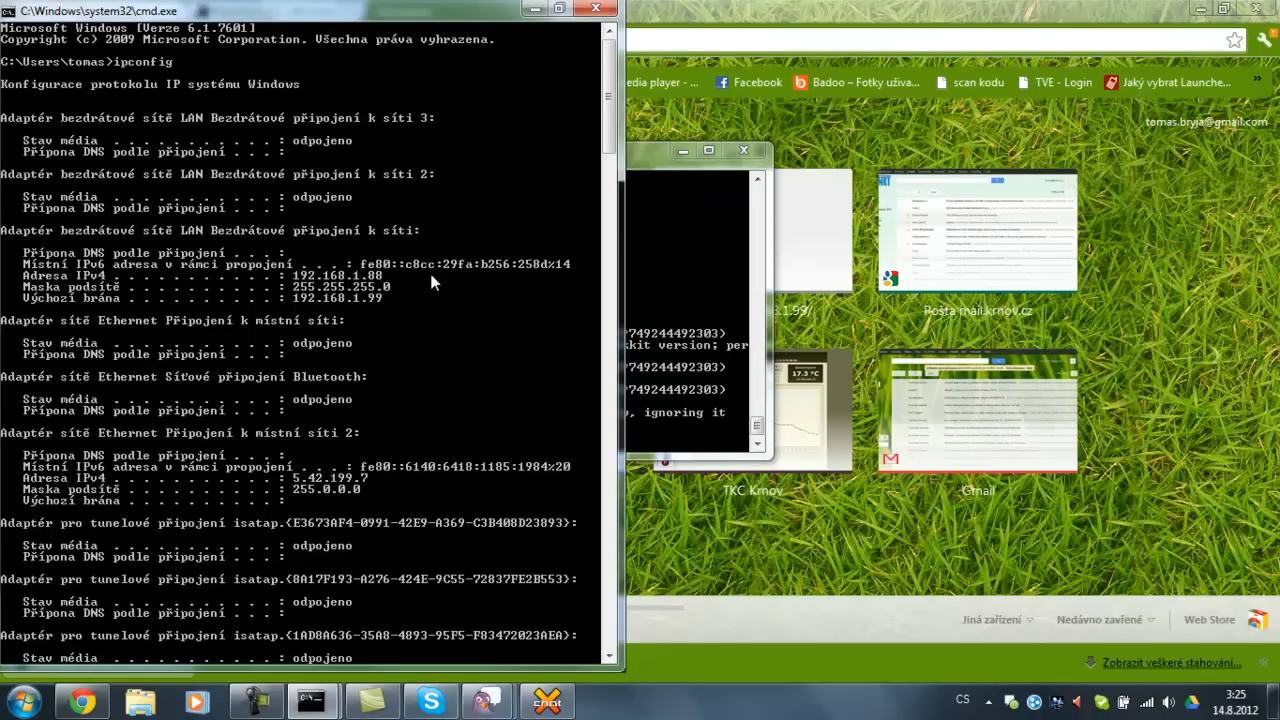 C:\Windows\system32\cmd.exe
Microsoft Windows [Verze 6.1.7601]
Copyright (c) 2009 Microsoft Corporation. Všechna práva vyhrazena.
C:\Users\tomas>ipconfig
Konfigurace protokolu IP systému Windows
Adaptér bezdrátové sítě LAN Bezdrátové připojení k síti 3:
Stav média . . . . . . . . . . . : odpojeno
Přípona DNS podle připojení . . . :
Adaptér bezdrátové sítě LAN Bezdrátové připojení k síti 2:
Stav média . . . . . . . . . . . : odpojeno
Přípona DNS podle připojení . . . :
Adaptér bezdrátové sítě LAN Bezdrátové připojení k síti:
Přípona DNS podle připojení . . . :
Místní IPv6 adresa v rámci propojení . . . : fe80::c8cc:29fa:b256:258d%14
Adresa IPv4 . . . . . . . . . . . : 192.168.1.88
Maska podsítě . . . . . . . . . . : 255.255.255.0
Výchozí brána . . . . . . . . . . : 192.168.1.99
Adaptér sítě Ethernet Připojení k místní síti:
Stav média . . . . . . . . . . . : odpojeno
Přípona DNS podle připojení . . . :
Adaptér sítě Ethernet Síťové připojení Bluetooth:
Stav média . . . . . . . . . . . : odpojeno
Přípona DNS podle připojení . . . :
Adaptér sítě Ethernet Připojení k místní síti 2:
Přípona DNS podle připojení . . . :
Místní IPv6 adresa v rámci propojení . . . : fe80::6140:6418:1185:1984%20
Adresa IPv4 . . . . . . . . . . . : 5.42.199.7
Maska podsítě . . . . . . . . . . : 255.0.0.0
Výchozí brána . . . . . . . . . . :
Adaptér pro tunelové připojení isatap.{E3673AF4-0991-42E9-A369-C3B408D23893}:
Stav média . . . . . . . . . . . : odpojeno
Přípona DNS podle připojení . . . :
Adaptér pro tunelové připojení isatap.{8A17F193-A276-424E-9C55-72837FE2B553}:
Stav média . . . . . . . . . . . : odpojeno
Přípona DNS podle připojení . . . :
Adaptér pro tunelové připojení isatap.{1AD8A636-35A8-4893-95F5-F83472023AEA}:
Stav média . . . . . . . . . . . : odpojeno
edia player - ... Facebook Badoo – Fotky uživa... scan kodu TVE - Login Jaký vybrat Launche... »
tomas.bryja@gmail.com
?749244492303)
kit version; per
?749244492303)
?749244492303)
, ignoring it
.1.99/
Pošta mail.krnov.cz
17.3 °C
TKC Krnov
Gmail
Jiná zařízení Nedávno zavřené Web Store
Zobrazit veškeré stahování...
CS
3:25
14.8.2012